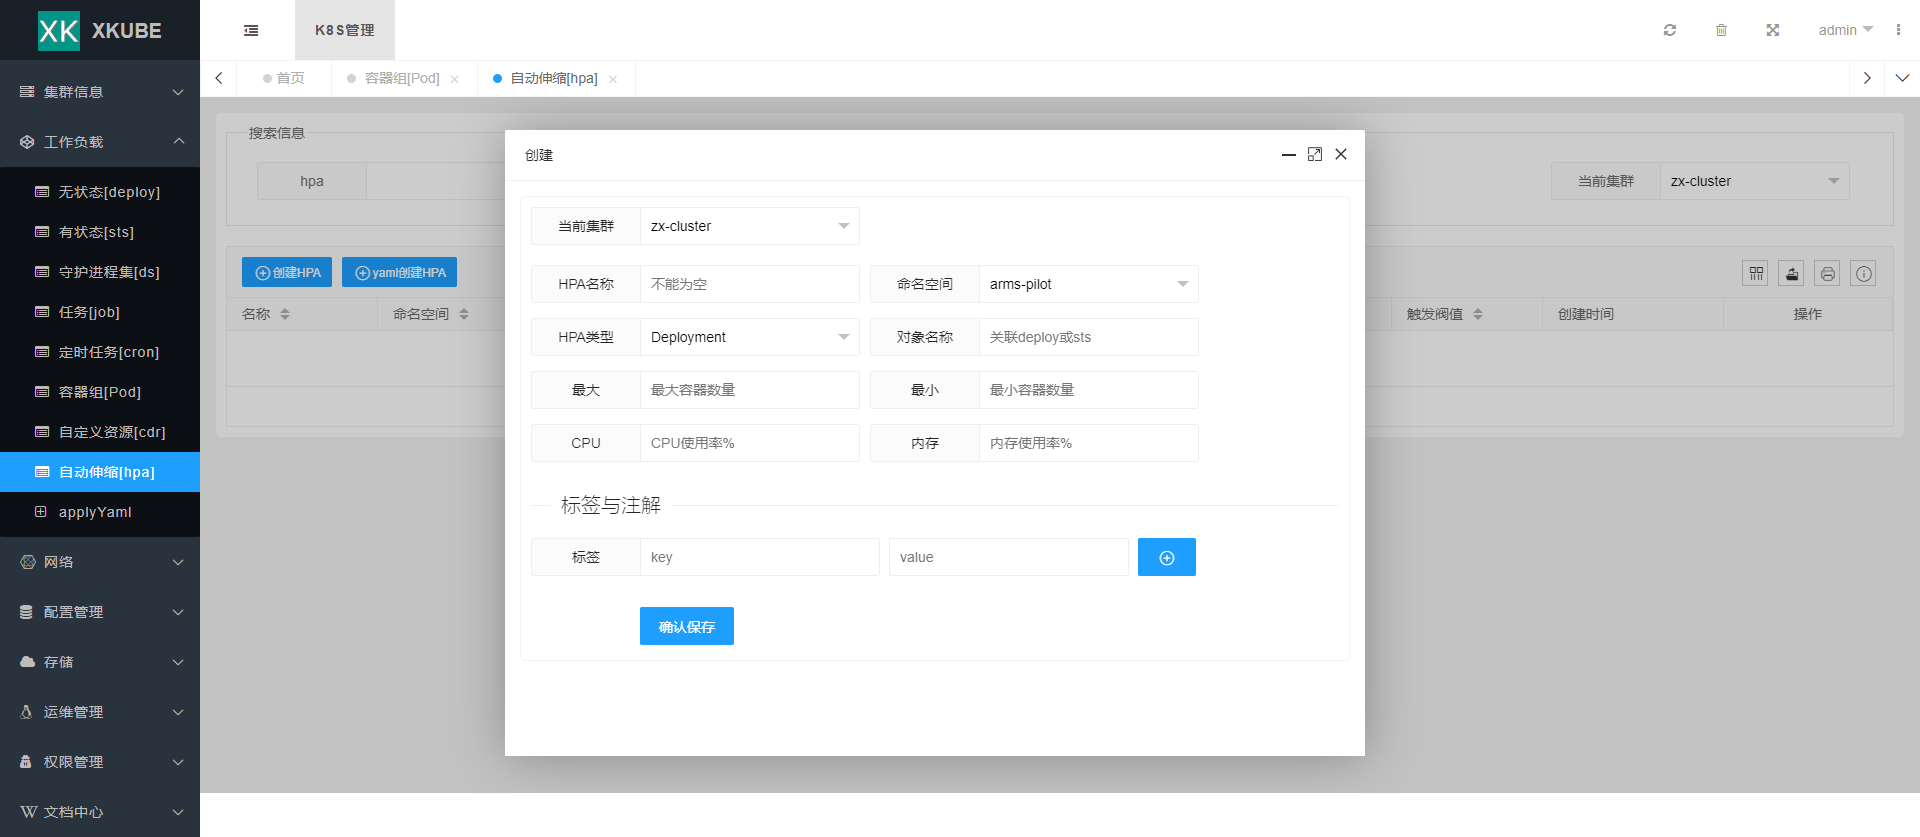 XK XKUBE
K8S管理
admin
首页
容器组[Pod]
自动伸缩[hpa]
集群信息
工作负载
无状态[deploy]
有状态[sts]
守护进程集[ds]
任务[job]
定时任务[cron]
容器组[Pod]
自定义资源[cdr]
自动伸缩[hpa]
applyYaml
网络
配置管理
存储
运维管理
权限管理
文档中心
搜索信息
hpa
当前集群 zx-cluster
创建HPA yaml创建HPA
名称 命名空间 触发阀值 创建时间 操作
创建
当前集群 zx-cluster
HPA名称 不能为空 命名空间 arms-pilot
HPA类型 Deployment 对象名称 关联deploy或sts
最大 最大容器数量 最小 最小容器数量
CPU CPU使用率% 内存 内存使用率%
标签与注解
标签 key value
确认保存